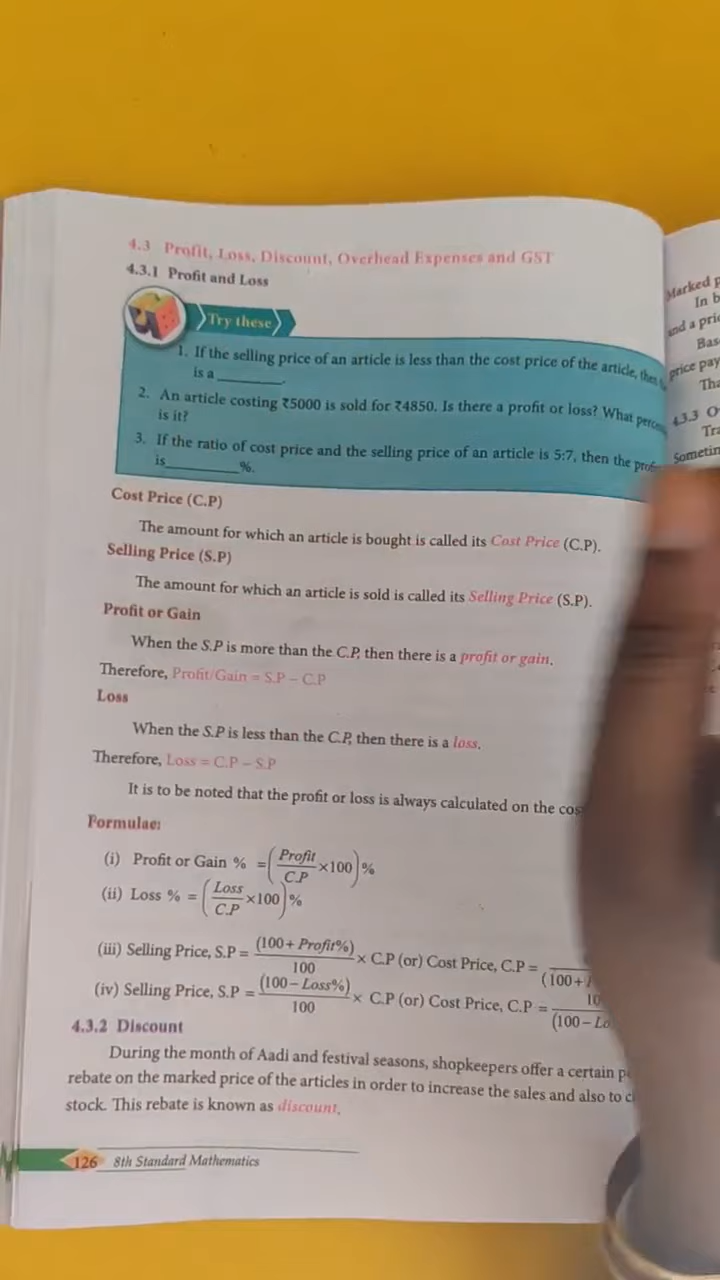 4.3 Profit, Loss, Discount, Overhead Expenses and GST
4.3.1 Profit and Loss
Try these
1. If the selling price of an article is less than the cost price of the article, then
is a ________.
2. An article costing ₹5000 is sold for ₹4850. Is there a profit or loss? What
is it?
3. If the ratio of cost price and the selling price of an article is 5:7, then the
is________%.
Cost Price (C.P)
The amount for which an article is bought is called its Cost Price (C.P).
Selling Price (S.P)
The amount for which an article is sold is called its Selling Price (S.P).
Profit or Gain
When the S.P is more than the C.P, then there is a profit or gain.
Therefore, Profit/Gain = S.P – C.P
Loss
When the S.P is less than the C.P, then there is a loss.
Therefore, Loss = C.P – S.P
It is to be noted that the profit or loss is always calculated on the
Formulae:
(i) Profit or Gain % = (Profit/C.P ×100)%
(ii) Loss % = (Loss/C.P ×100)%
(iii) Selling Price, S.P = (100 + Profit%)/100 × C.P (or) Cost Price, C.P = (100+
(iv) Selling Price, S.P = (100 – Loss%)/100 × C.P (or) Cost Price, C.P = 10 (100 –
4.3.2 Discount
During the month of Aadi and festival seasons, shopkeepers offer a certain
rebate on the marked price of the articles in order to increase the sales and also to
stock. This rebate is known as discount.
126 8th Standard Mathematics
Marked
In
and a
price pay
4.3.3